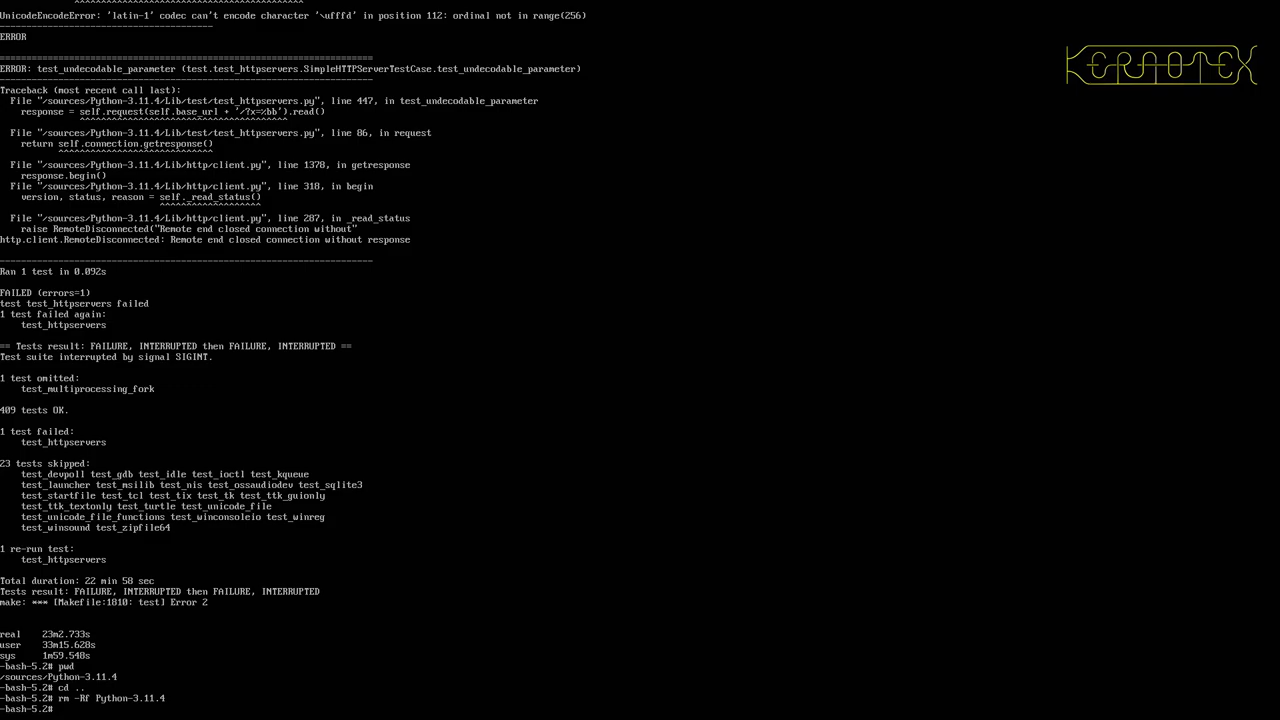 UnicodeEncodeError: 'latin-1' codec can't encode character '\ufffd' in position 112: ordinal not in range(256)
----------------------------------------
ERROR
======================================================================
ERROR: test_undecodable_parameter (test.test_httpservers.SimpleHTTPServerTestCase.test_undecodable_parameter)
----------------------------------------------------------------------
Traceback (most recent call last):
File "/sources/Python-3.11.4/Lib/test/test_httpservers.py", line 447, in test_undecodable_parameter
response = self.request(self.base_url + '/?x=%bb').read()
^^^^^^^^^^^^^^^^^^^^^^^^^^^^^^^^^^^^^^^
File "/sources/Python-3.11.4/Lib/test/test_httpservers.py", line 86, in request
return self.connection.getresponse()
^^^^^^^^^^^^^^^^^^^^^^^^^^^^^
File "/sources/Python-3.11.4/Lib/http/client.py", line 1378, in getresponse
response.begin()
File "/sources/Python-3.11.4/Lib/http/client.py", line 318, in begin
version, status, reason = self._read_status()
^^^^^^^^^^^^^^^^^^^
File "/sources/Python-3.11.4/Lib/http/client.py", line 287, in _read_status
raise RemoteDisconnected("Remote end closed connection without"
http.client.RemoteDisconnected: Remote end closed connection without response
----------------------------------------------------------------------
Ran 1 test in 0.092s
FAILED (errors=1)
test test_httpservers failed
1 test failed again:
test_httpservers
== Tests result: FAILURE, INTERRUPTED then FAILURE, INTERRUPTED ==
Test suite interrupted by signal SIGINT.
1 test omitted:
test_multiprocessing_fork
409 tests OK.
1 test failed:
test_httpservers
23 tests skipped:
test_devpoll test_gdb test_idle test_ioctl test_kqueue
test_launcher test_msilib test_nis test_ossaudiodev test_sqlite3
test_startfile test_tcl test_tix test_tk test_ttk_guionly
test_ttk_textonly test_turtle test_unicode_file
test_unicode_file_functions test_winconsoleio test_winreg
test_winsound test_zipfile64
1 re-run test:
test_httpservers
Total duration: 22 min 58 sec
Tests result: FAILURE, INTERRUPTED then FAILURE, INTERRUPTED
make: *** [Makefile:1810: test] Error 2
real 23m2.733s
user 33m15.628s
sys 1m59.548s
-bash-5.2# pwd
/sources/Python-3.11.4
-bash-5.2# cd ..
-bash-5.2# rm -Rf Python-3.11.4
-bash-5.2#